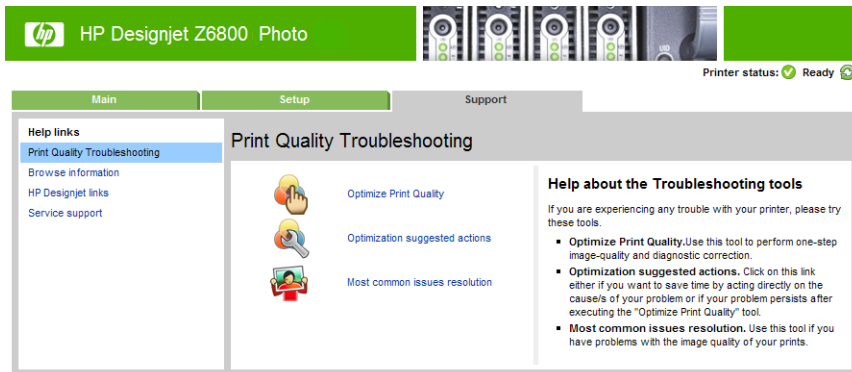 hp HP Designjet Z6800 Photo
UID
Printer status: Ready
Main Setup Support
Help links
Print Quality Troubleshooting
Browse information
HP Designjet links
Service support
Print Quality Troubleshooting
Optimize Print Quality
Optimization suggested actions
Most common issues resolution
Help about the Troubleshooting tools
If you are experiencing any trouble with your printer, please try
these tools.
Optimize Print Quality.Use this tool to perform one-step
image-quality and diagnostic correction.
Optimization suggested actions. Click on this link
either if you want to save time by acting directly on the
cause/s of your problem or if your problem persists after
executing the "Optimize Print Quality" tool.
Most common issues resolution. Use this tool if you
have problems with the image quality of your prints.